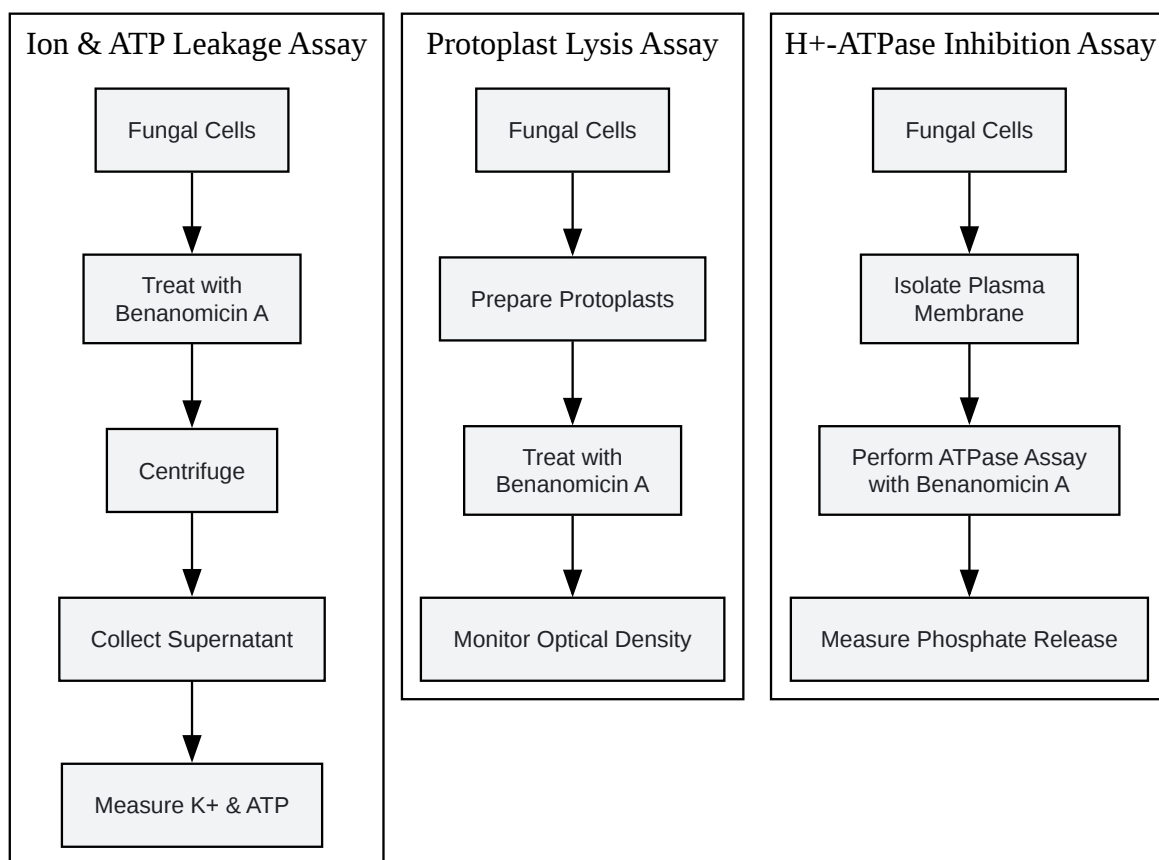 Ion & ATP Leakage Assay
Fungal Cells
Treat with
Benanomicin A
Centrifuge
Collect Supernatant
Measure K+ & ATP
Protoplast Lysis Assay
Fungal Cells
Prepare Protoplasts
Treat with
Benanomicin A
Monitor Optical Density
H+-ATPase Inhibition Assay
Fungal Cells
Isolate Plasma
Membrane
Perform ATPase Assay
with Benanomicin A
Measure Phosphate Release